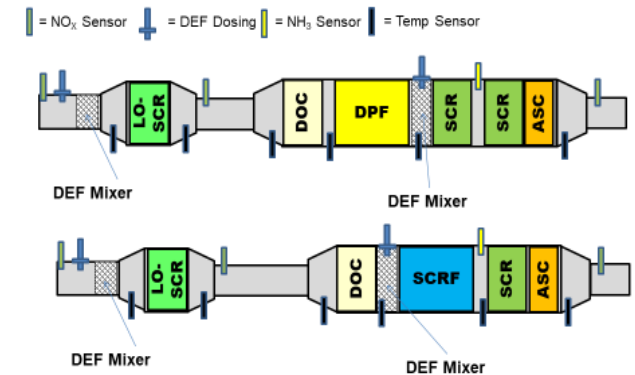 = NOX Sensor = DEF Dosing = NH3 Sensor = Temp Sensor
LO-
SCR
DOC
DPF
SCR
SCR
ASC
DEF Mixer
DEF Mixer
LO-
SCR
DOC
SCRF
SCR
ASC
DEF Mixer
DEF Mixer